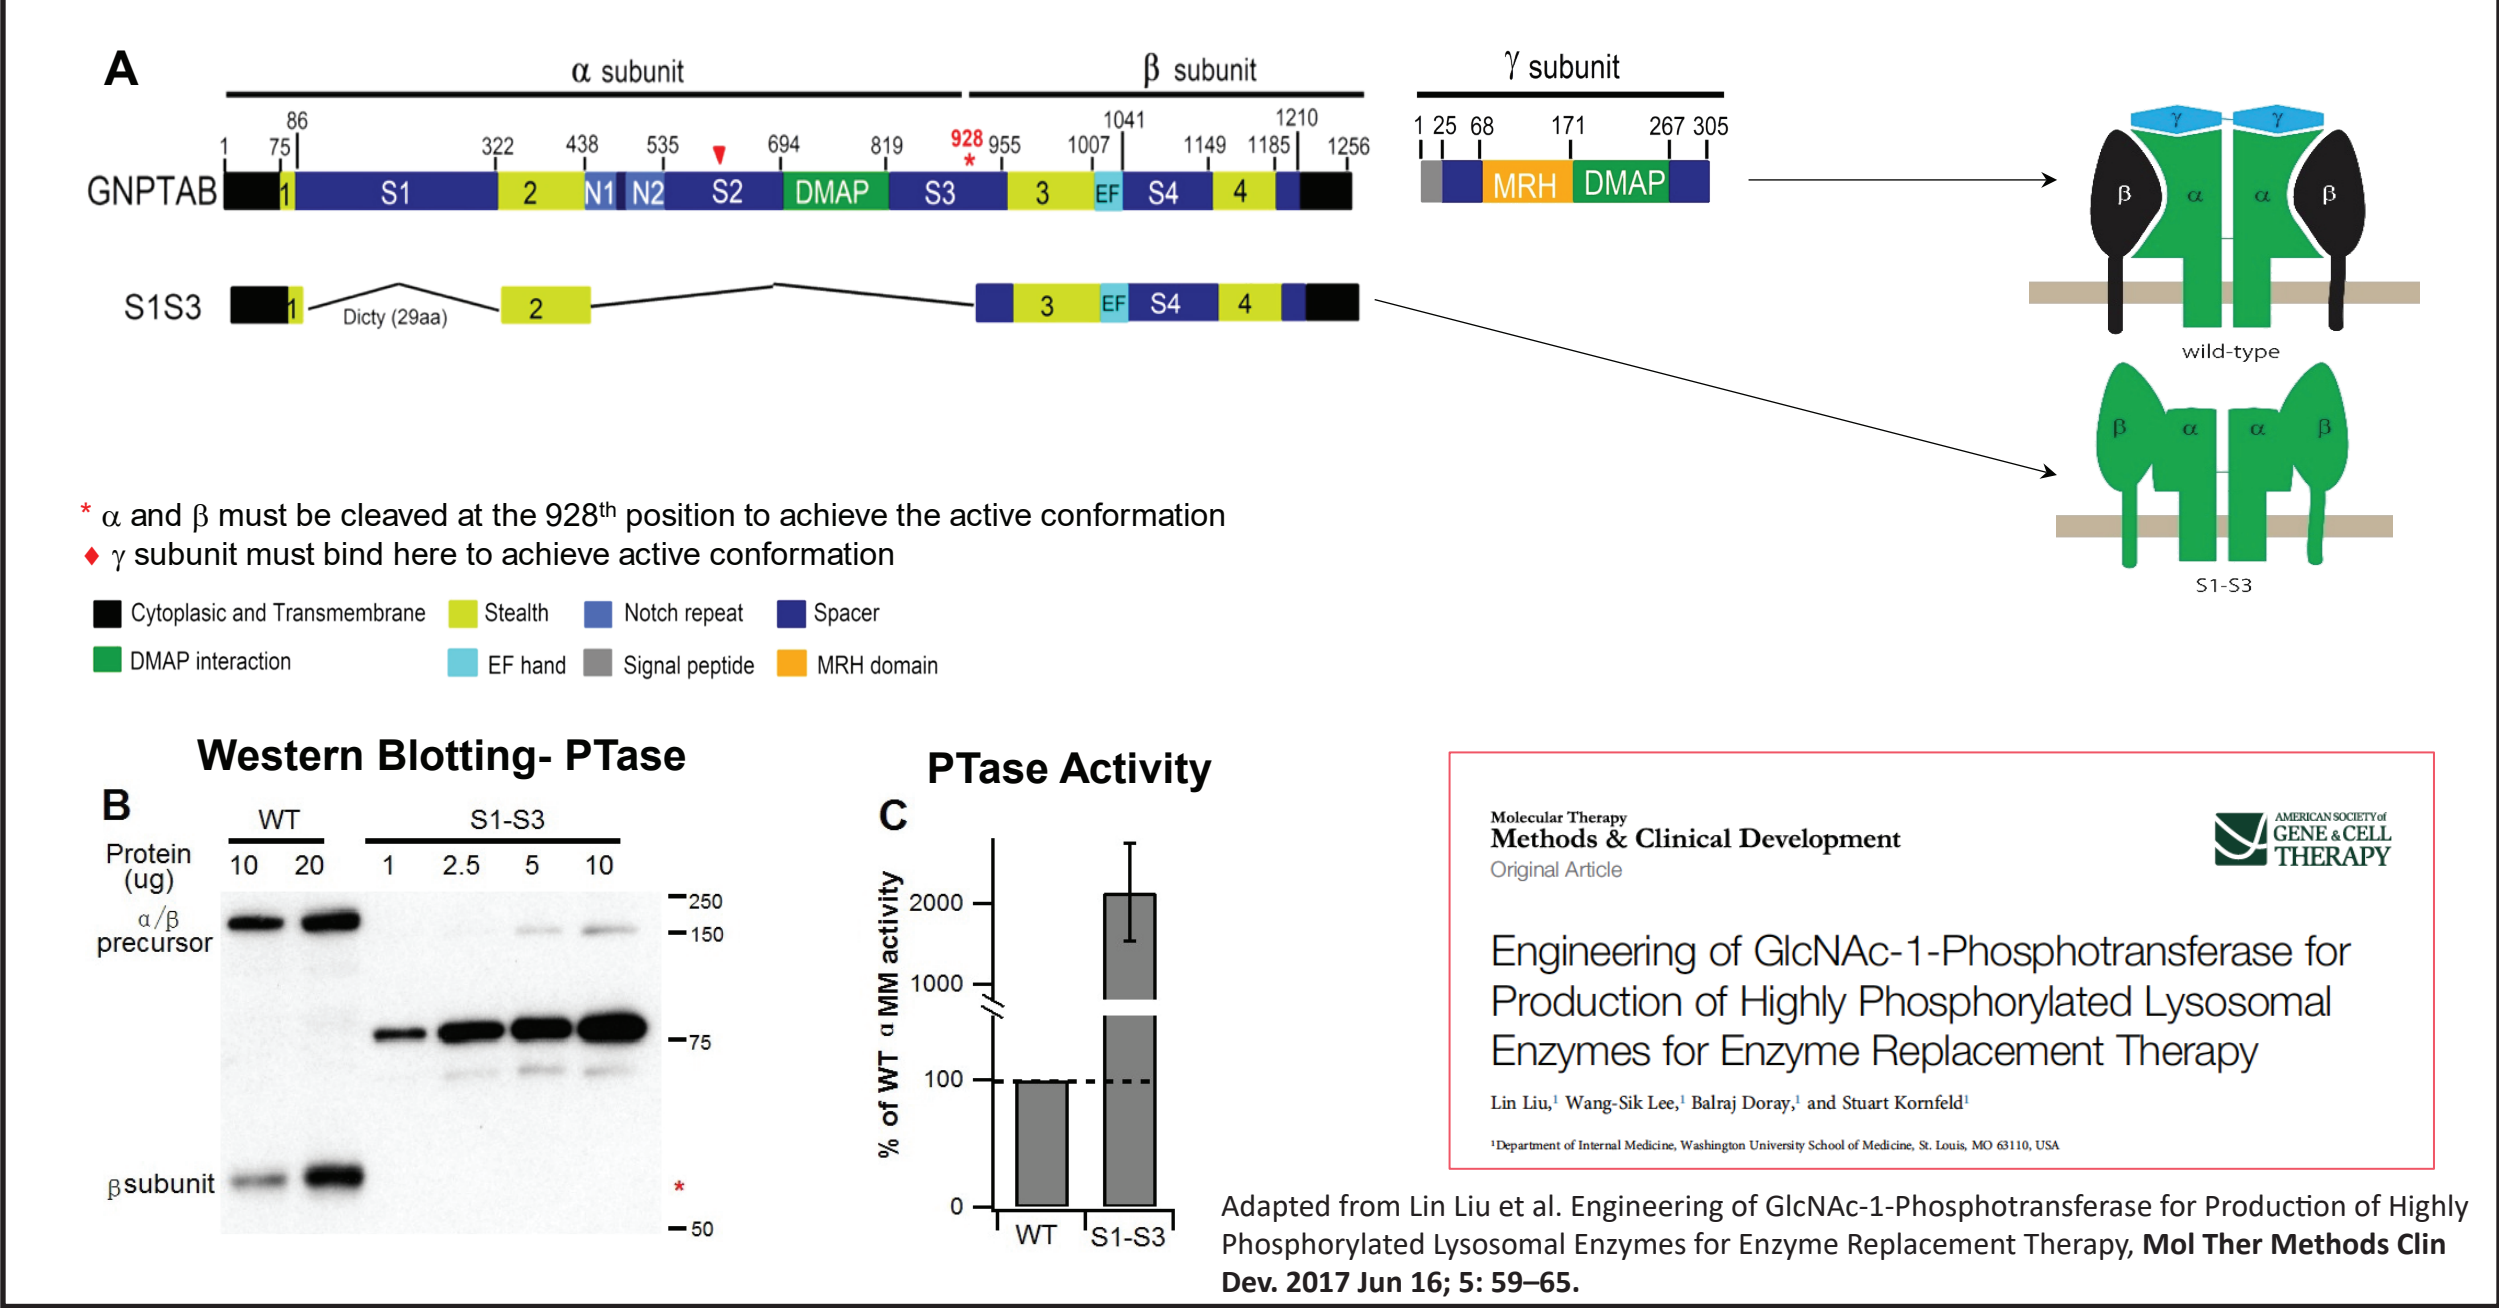 A
α subunit
β subunit
γ subunit
1 75 86 322 438 535 694 819 928 955 1007 1041 1149 1185 1210 1256
*
1 25 68 171 267 305
GNPTAB
1 S1 2 N1 N2 S2 DMAP S3 3 EF S4 4
MRH DMAP
γ γ
β α α β
wild-type
S1S3
1 Dicty (29aa) 2 3 EF S4 4
β α α β
S1-S3
* α and β must be cleaved at the 928th position to achieve the active conformation
♦ γ subunit must bind here to achieve active conformation
Cytoplasic and Transmembrane
Stealth
Notch repeat
Spacer
DMAP interaction
EF hand
Signal peptide
MRH domain
Western Blotting- PTase
B
WT S1-S3
Protein
(ug)
10 20 1 2.5 5 10
α/β
precursor
β subunit
250
150
75
*
50
PTase Activity
C
% of WT α MM activity
2000
1000
100
0
WT S1-S3
Molecular Therapy
Methods & Clinical Development
Original Article
AMERICAN SOCIETY of
GENE & CELL
THERAPY
Engineering of GlcNAc-1-Phosphotransferase for
Production of Highly Phosphorylated Lysosomal
Enzymes for Enzyme Replacement Therapy
Lin Liu,1 Wang-Sik Lee,1 Balraj Doray,1 and Stuart Kornfeld1
1Department of Internal Medicine, Washington University School of Medicine, St. Louis, MO 63110, USA
Adapted from Lin Liu et al. Engineering of GlcNAc-1-Phosphotransferase for Production of Highly
Phosphorylated Lysosomal Enzymes for Enzyme Replacement Therapy, Mol Ther Methods Clin
Dev. 2017 Jun 16; 5: 59–65.